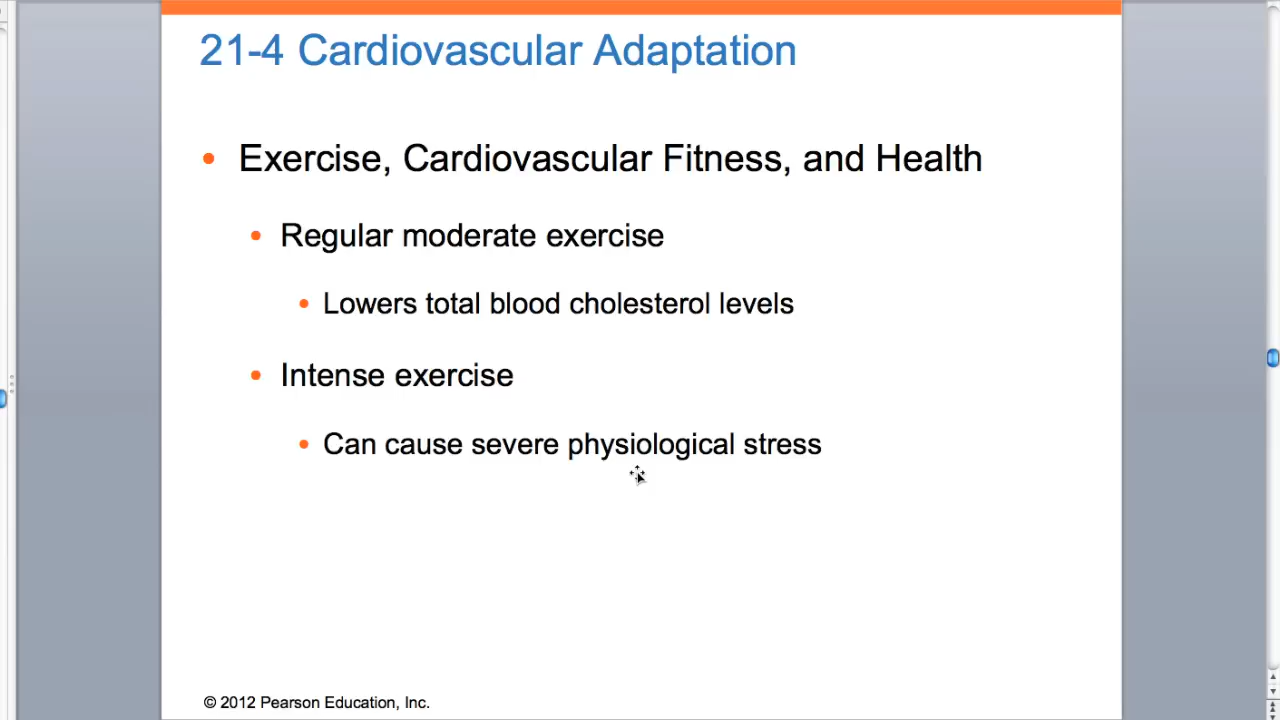 21-4 Cardiovascular Adaptation
• Exercise, Cardiovascular Fitness, and Health
• Regular moderate exercise
• Lowers total blood cholesterol levels
• Intense exercise
• Can cause severe physiological stress
© 2012 Pearson Education, Inc.